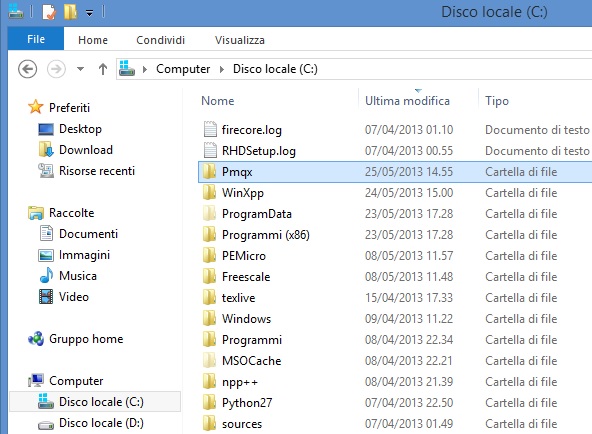 Disco locale (C:)
File Home Condividi Visualizza
Computer Disco locale (C:)
Nome Ultima modifica Tipo
Preferiti
Desktop
Download
Risorse recenti
Raccolte
Documenti
Immagini
Musica
Video
Gruppo home
Computer
Disco locale (C:)
Disco locale (D:)
firecore.log 07/04/2013 01.10 Documento di testo
RHDSetup.log 07/04/2013 00.55 Documento di testo
Pmqx 25/05/2013 14.55 Cartella di file
WinXpp 24/05/2013 15.00 Cartella di file
ProgramData 23/05/2013 17.28 Cartella di file
Programmi (x86) 23/05/2013 17.28 Cartella di file
PEMicro 08/05/2013 11.57 Cartella di file
Freescale 08/05/2013 11.48 Cartella di file
texlive 15/04/2013 17.33 Cartella di file
Windows 09/04/2013 11.22 Cartella di file
Programmi 08/04/2013 22.34 Cartella di file
MSOCache 08/04/2013 22.21 Cartella di file
npp++ 08/04/2013 21.39 Cartella di file
Python27 07/04/2013 22.50 Cartella di file
sources 07/04/2013 01.49 Cartella di file